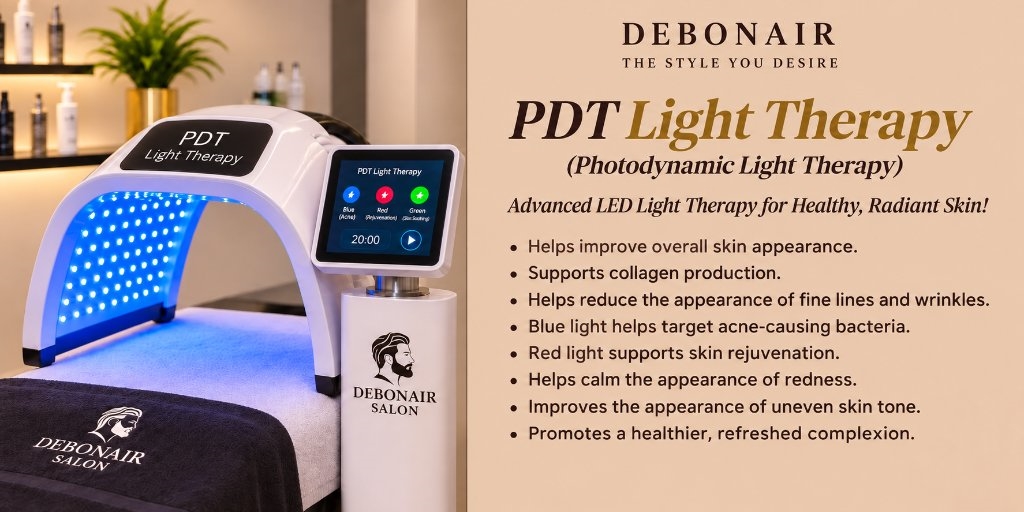 PDT
Light Therapy
PDT Light Therapy
Blue
(Acne)
Red
(Rejuvenation)
Green
(Skin Soothing)
20:00
DEBONAIR
SALON
DEBONAIR
SALON
DEBONAIR
THE STYLE YOU DESIRE
PDT Light Therapy
(Photodynamic Light Therapy)
Advanced LED Light Therapy for Healthy, Radiant Skin!
• Helps improve overall skin appearance.
• Supports collagen production.
• Helps reduce the appearance of fine lines and wrinkles.
• Blue light helps target acne-causing bacteria.
• Red light supports skin rejuvenation.
• Helps calm the appearance of redness.
• Improves the appearance of uneven skin tone.
• Promotes a healthier, refreshed complexion.